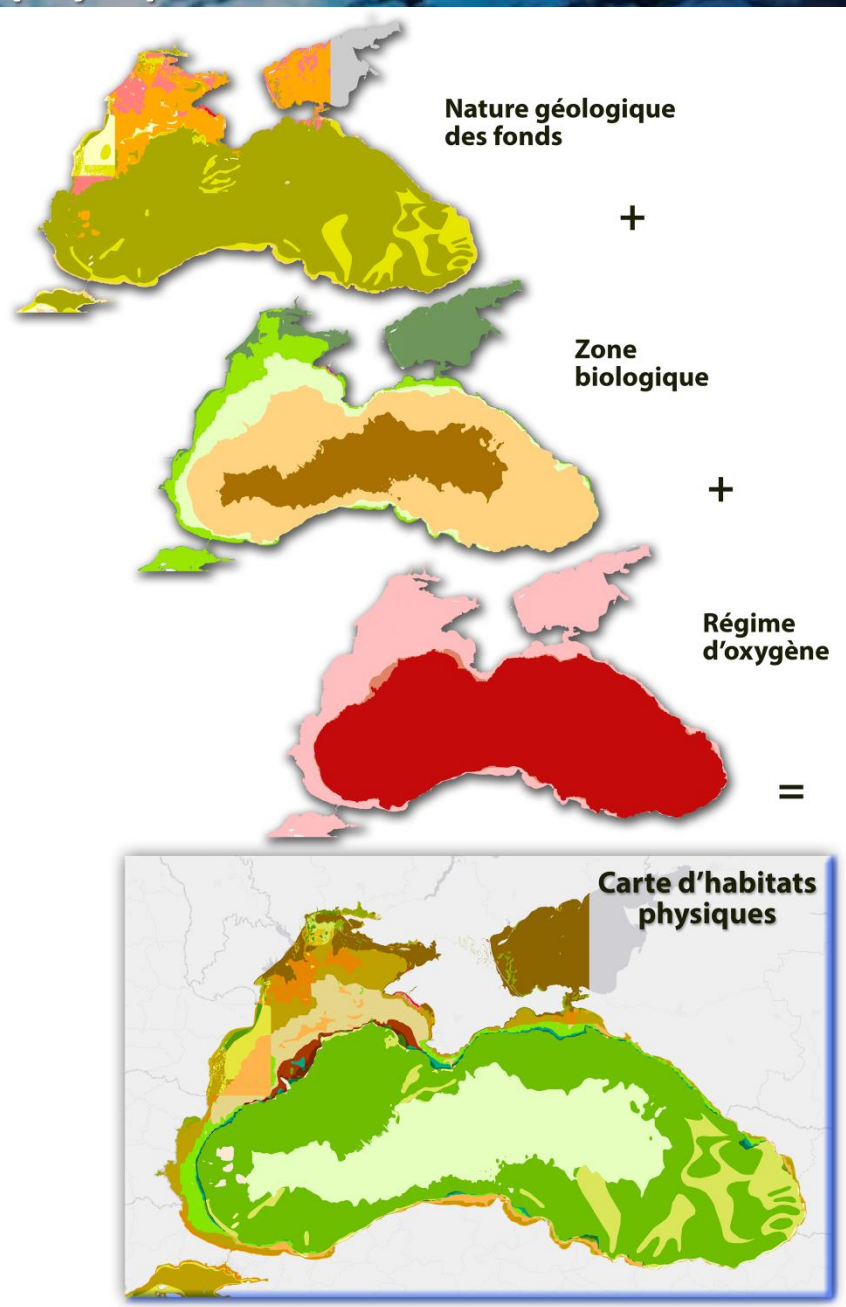 Nature géologique
des fonds
+
Zone
biologique
+
Régime
d'oxygène
=
Carte d'habitats
physiques